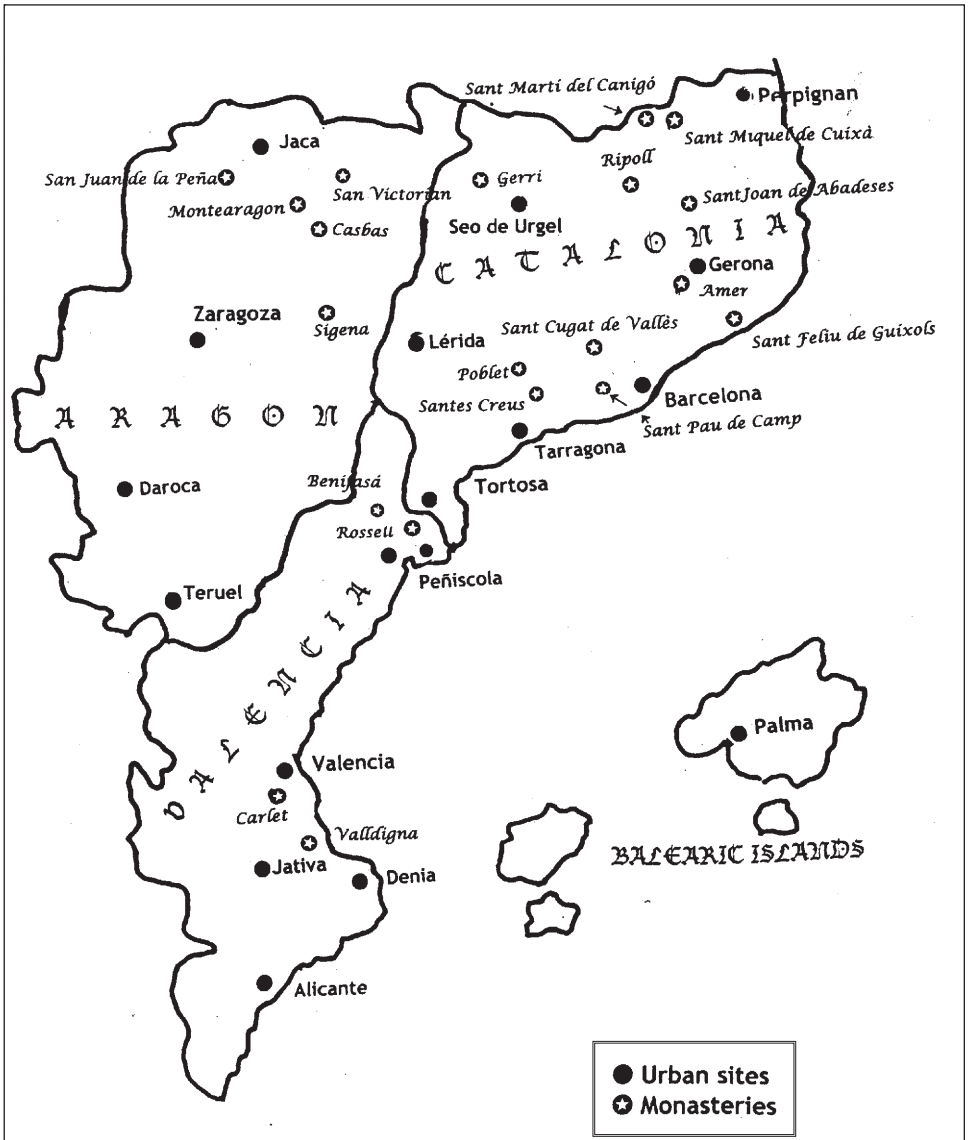 Sant Martí del Canigó
Perpignan
Jaca
Sant Miquel de Cuixà
Ripoll
San Juan de la Peña
San Victorian
Gerri
Sant Joan de Abadeses
Montearagon
Casbas
Seo de Urgel
CATALONIA
Gerona
Amer
Zaragoza
Sigena
Lérida
Sant Cugat de Vallès
Sant Feliu de Guixols
Poblet
Santes Creus
Barcelona
ARAGON
Sant Pau de Camp
Tarragona
Benifasá
Daroca
Tortosa
Rossell
Peñiscola
Teruel
VALENCIA
Palma
Valencia
Carlet
Valldigna
BALEARIC ISLANDS
Jativa
Denia
Alicante
Urban sites
Monasteries